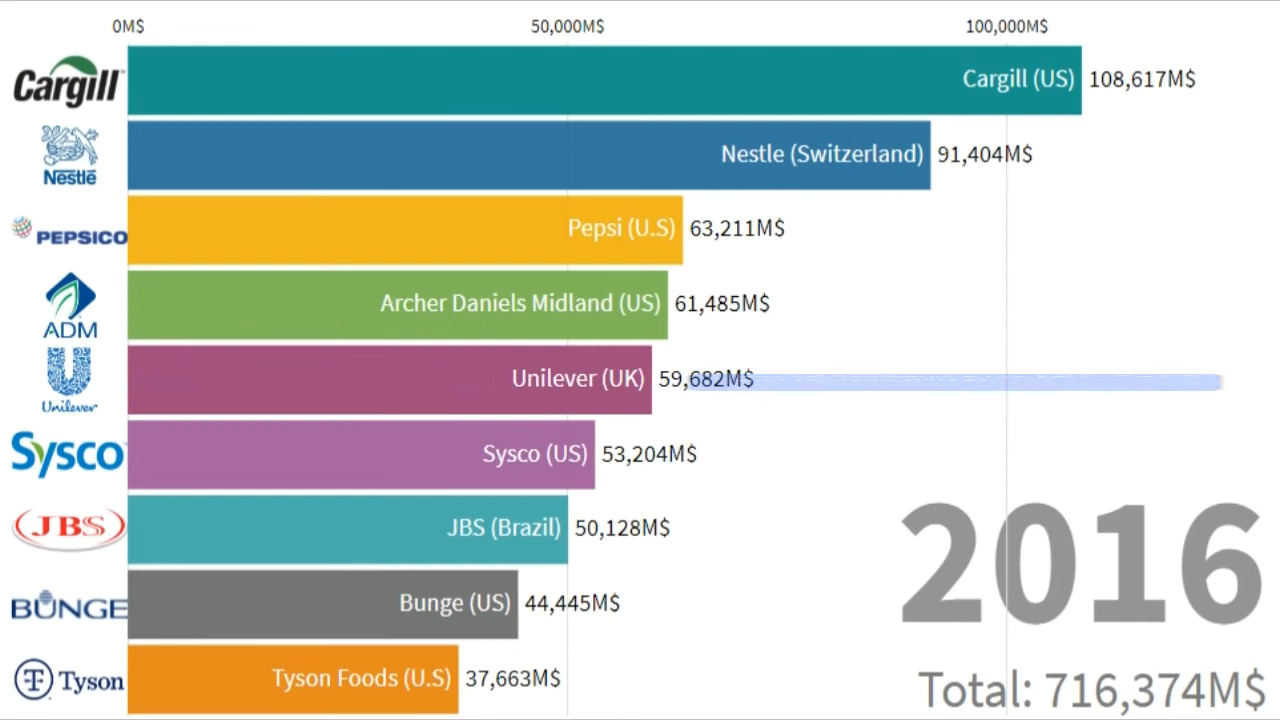 0M$ 50,000M$ 100,000M$
Cargill Cargill (US) 108,617M$
Nestlé Nestle (Switzerland) 91,404M$
PEPSICO Pepsi (U.S) 63,211M$
ADM Archer Daniels Midland (US) 61,485M$
Unilever Unilever (UK) 59,682M$
Sysco Sysco (US) 53,204M$
JBS JBS (Brazil) 50,128M$
BUNGE Bunge (US) 44,445M$
Tyson Tyson Foods (U.S) 37,663M$
2016
Total: 716,374M$